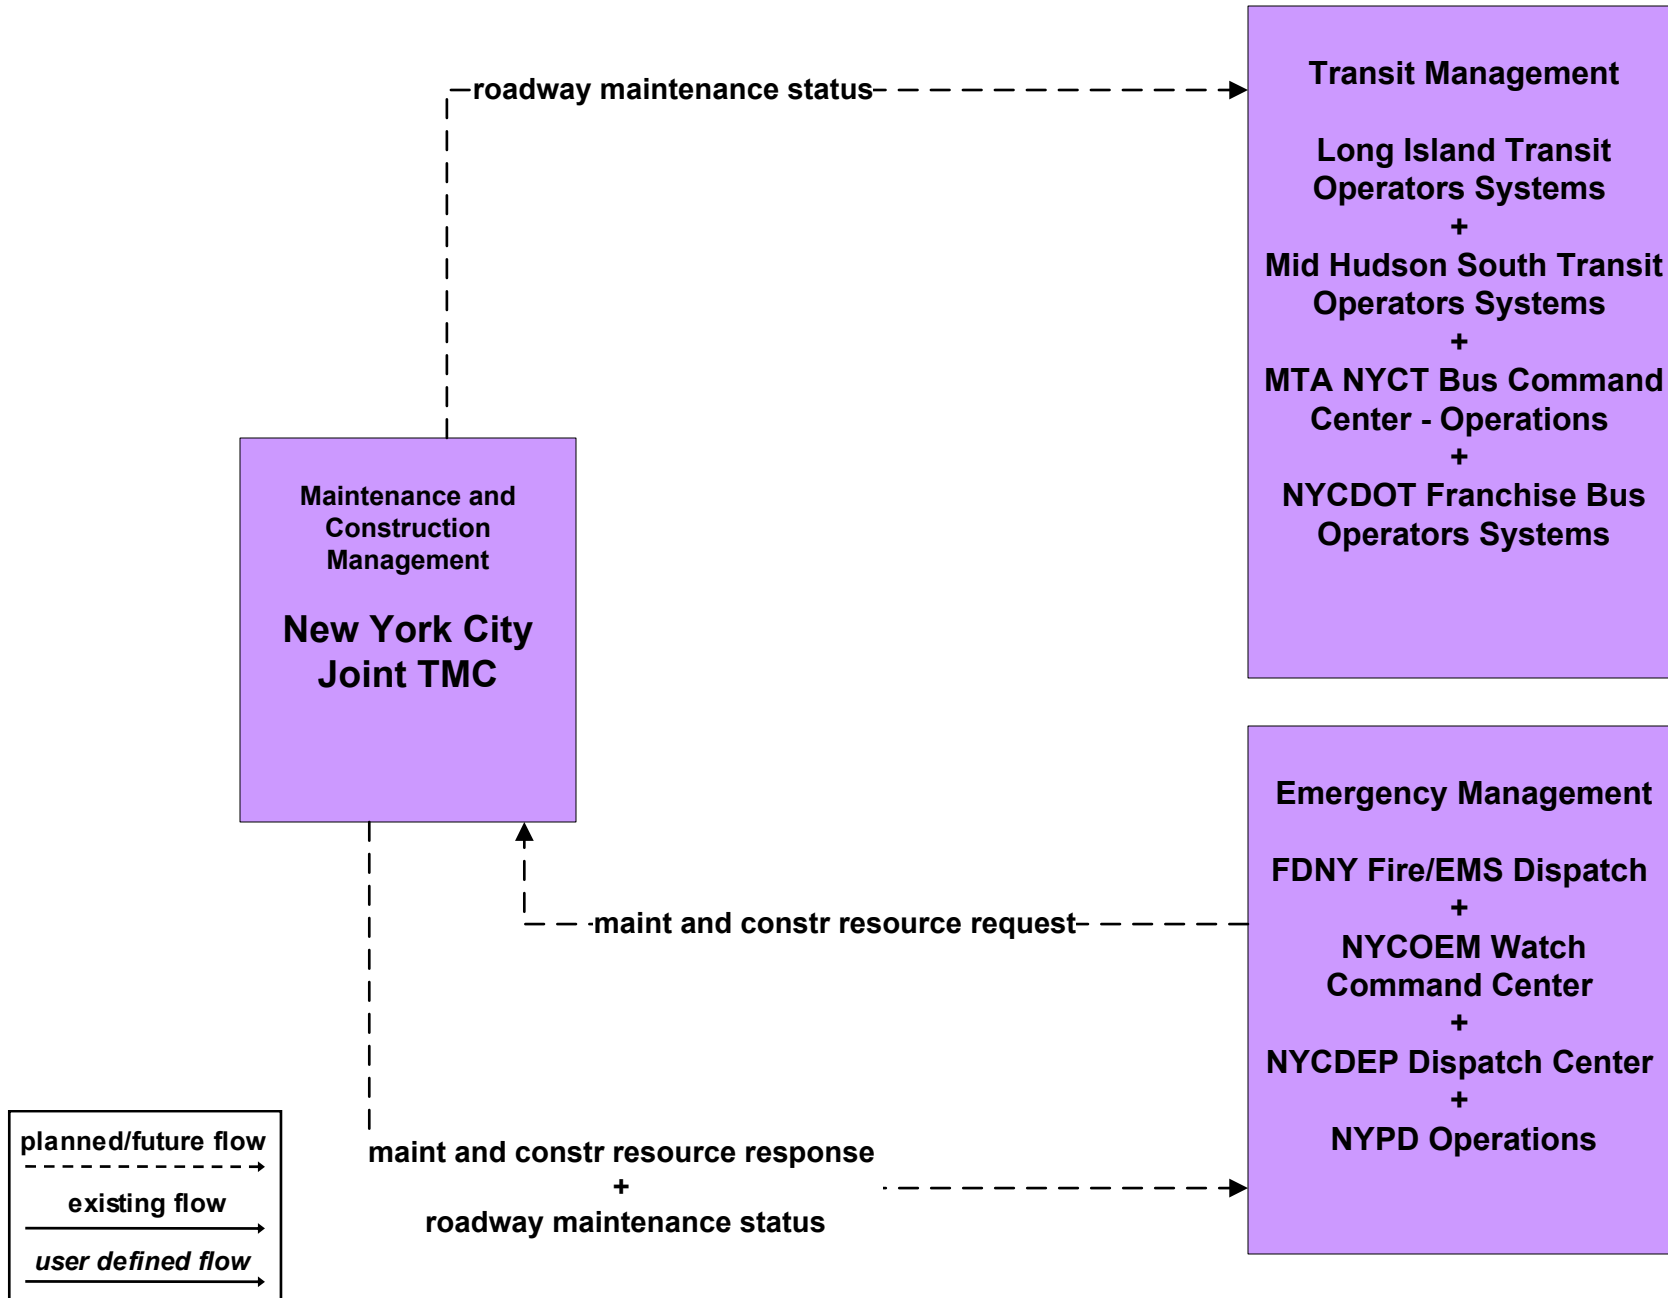 roadway maintenance status
Transit Management
Long Island Transit
Operators Systems
+
Mid Hudson South Transit
Operators Systems
+
MTA NYCT Bus Command
Center - Operations
+
NYCDOT Franchise Bus
Operators Systems
Maintenance and
Construction
Management
New York City
Joint TMC
Emergency Management
FDNY Fire/EMS Dispatch
+
NYCOEM Watch
Command Center
+
NYCDEP Dispatch Center
+
NYPD Operations
maint and constr resource request
maint and constr resource response
+
roadway maintenance status
planned/future flow
existing flow
user defined flow